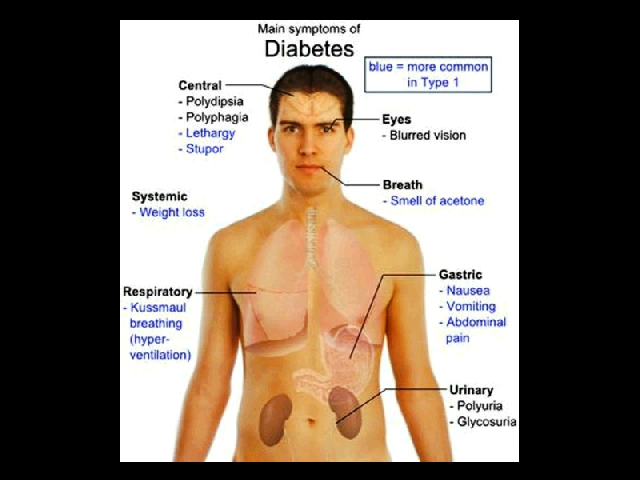 Main symptoms of
Diabetes
blue = more common
in Type 1
Central
- Polydipsia
- Polyphagia
- Lethargy
- Stupor
Eyes
- Blurred vision
Breath
- Smell of acetone
Systemic
- Weight loss
Respiratory
- Kussmaul
breathing
(hyper-
ventilation)
Gastric
- Nausea
- Vomiting
- Abdominal
pain
Urinary
- Polyuria
- Glycosuria